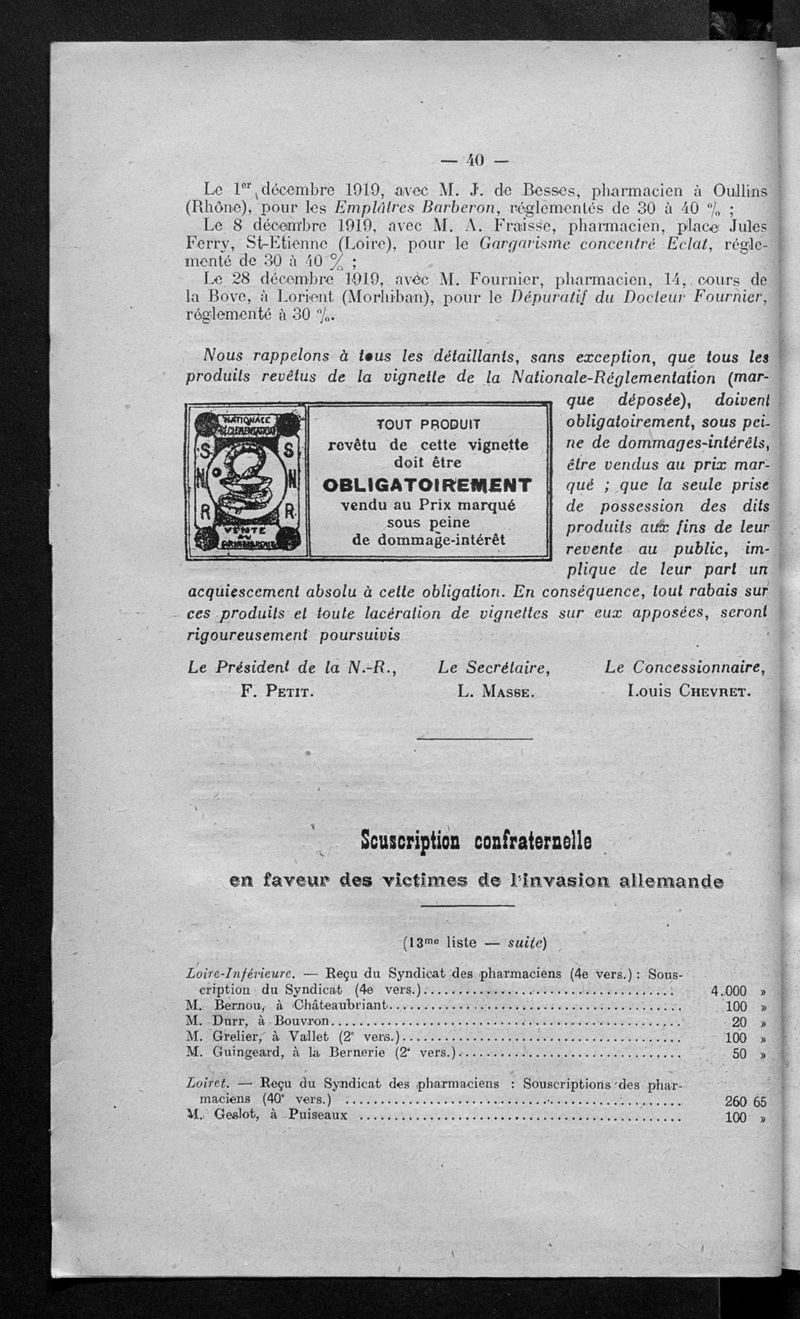 — 40 —
Le 1er décembre 1919, avec M. J. de Besses, pharmacien à Oullins
(Rhône), pour les Emplâtres Barberon, réglementés de 30 à 40 % ;
Le 8 décembre 1919, avec M. A. Fraisse, pharmacien, place Jules
Ferry, St-Etienne (Loire), pour le Gargarisme concentré Eclat, régle-
menté de 30 à 40 % ;
Le 28 décembre 1919, avec M. Fournier, pharmacien, 14, cours de
la Bove, à Lorient (Morhiban), pour le Dépuratif du Docteur Fournier,
réglementé à 30 %.
Nous rappelons à tous les détaillants, sans exception, que tous les
produits revêtus de la vignette de la Nationale-Réglementation (mar-
que déposée), doivent
obligatoirement, sous pei-
ne de dommages-intérêts,
être vendus au prix mar-
qué ; que la seule prise
de possession des dits
produits aux fins de leur
revente au public, im-
plique de leur part un
acquiescement absolu à cette obligation. En conséquence, tout rabais sur
ces produits et toute lacération de vignettes sur eux apposées, seront
rigoureusement poursuivis
NATIONALE
RÉGLEMENTATION
S S
N N
R R
VENTE
AU
PRIX MARQUÉ
TOUT PRODUIT
revêtu de cette vignette
doit être
OBLIGATOIREMENT
vendu au Prix marqué
sous peine
de dommage-intérêt
Le Président de la N.-R., Le Secrétaire, Le Concessionnaire,
F. PETIT. L. MASSE. Louis CHEVRET.
Souscription confraternelle
en faveur des victimes de l'invasion allemande
(13me liste — suite)
Loire-Inférieure. — Reçu du Syndicat des pharmaciens (4e vers.) : Sous-
cription du Syndicat (4e vers.)........ 4.000 »
M. Bernou, à Châteaubriant........ 100 »
M. Durr, à Bouvron........ 20 »
M. Grelier, à Vallet (2e vers.)........ 100 »
M. Guingeard, à la Bernerie (2e vers.)........ 50 »
Loiret. — Reçu du Syndicat des pharmaciens : Souscriptions des phar-
maciens (40e vers.) ........ 260 65
M. Geslot, à Puiseaux ........ 100 »